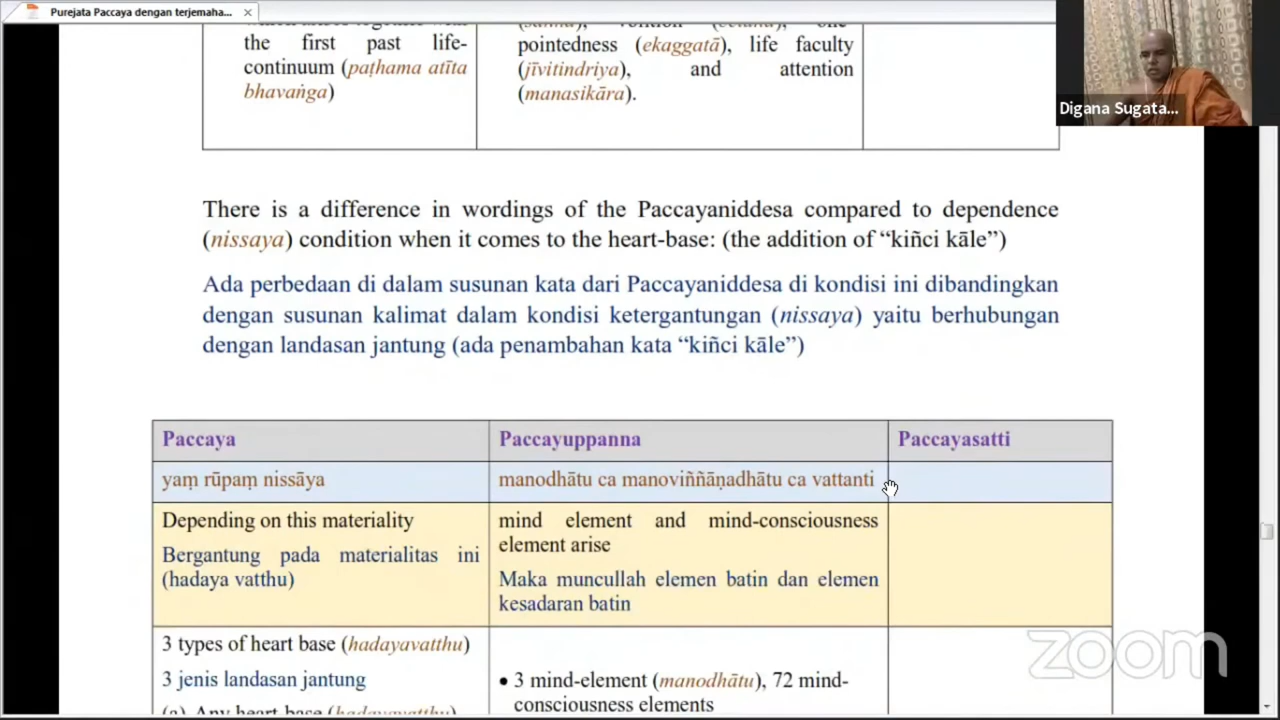 Purejata Paccaya dengan terjemaha...
the first past life-
continuum (paṭhama atīta
bhavaṅga)
pointedness (ekaggatā), life faculty
(jīvitindriya), and attention
(manasikāra).
Digana Sugata...
There is a difference in wordings of the Paccayaniddesa compared to dependence
(nissaya) condition when it comes to the heart-base: (the addition of “kiñci kāle”)
Ada perbedaan di dalam susunan kata dari Paccayaniddesa di kondisi ini dibandingkan
dengan susunan kalimat dalam kondisi ketergantungan (nissaya) yaitu berhubungan
dengan landasan jantung (ada penambahan kata “kiñci kāle”)
Paccaya
Paccayuppanna
Paccayasatti
yaṃ rūpaṃ nissāya
manodhātu ca manoviññāṇadhātu ca vattanti
Depending on this materiality
Bergantung pada materialitas ini
(hadaya vatthu)
mind element and mind-consciousness
element arise
Maka muncullah elemen batin dan elemen
kesadaran batin
3 types of heart base (hadayavatthu)
3 jenis landasan jantung
(a) Any heart base (hadayavatthu)
• 3 mind-element (manodhātu), 72 mind-
consciousness elements
zoom